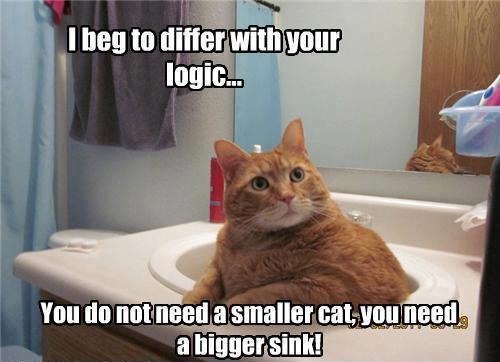 I beg to differ with your
logic...
You do not need a smaller cat, you need
a bigger sink!